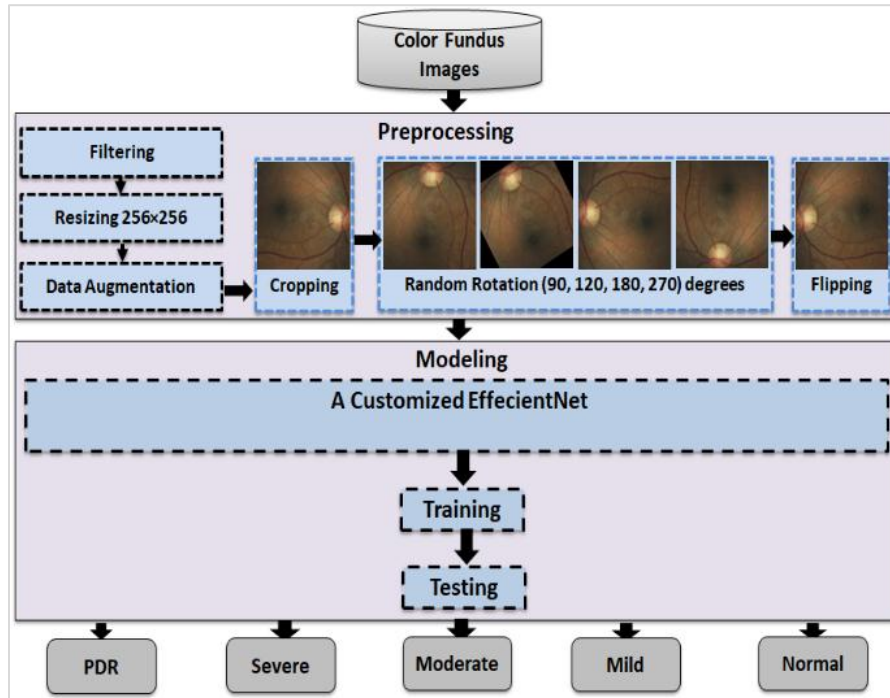 Color Fundus
Images
Preprocessing
Filtering
Resizing 256×256
Data Augmentation
Cropping
Random Rotation (90, 120, 180, 270) degrees
Flipping
Modeling
A Customized EffecientNet
Training
Testing
PDR
Severe
Moderate
Mild
Normal